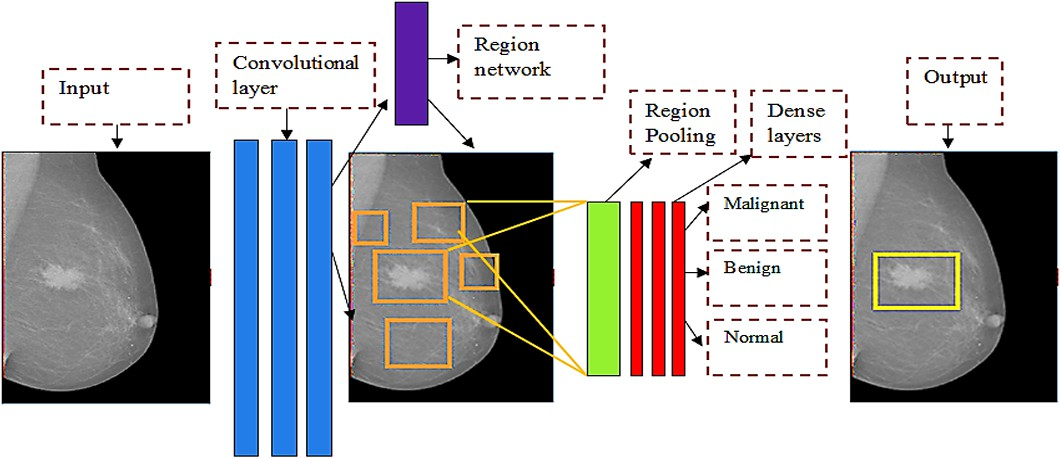 Input
Convolutional
layer
Region
network
Region
Pooling
Dense
layers
Malignant
Benign
Normal
Output